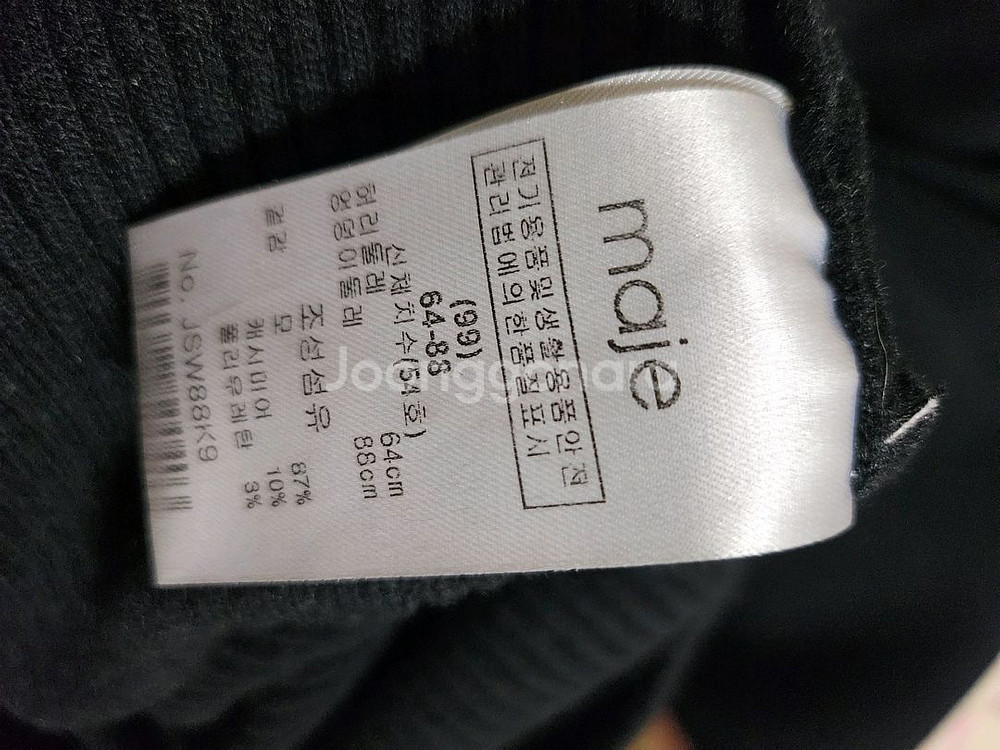 maje
전기용품및생활용품안전
관리법에의한품질표시
(99)
64-88
신체치수(54호)
허리둘레 64cm
엉덩이둘레 88cm
조성섬유
겉감 모 87%
캐시미어 10%
폴리우레탄 3%
No. JSW88K9
Joonggonara